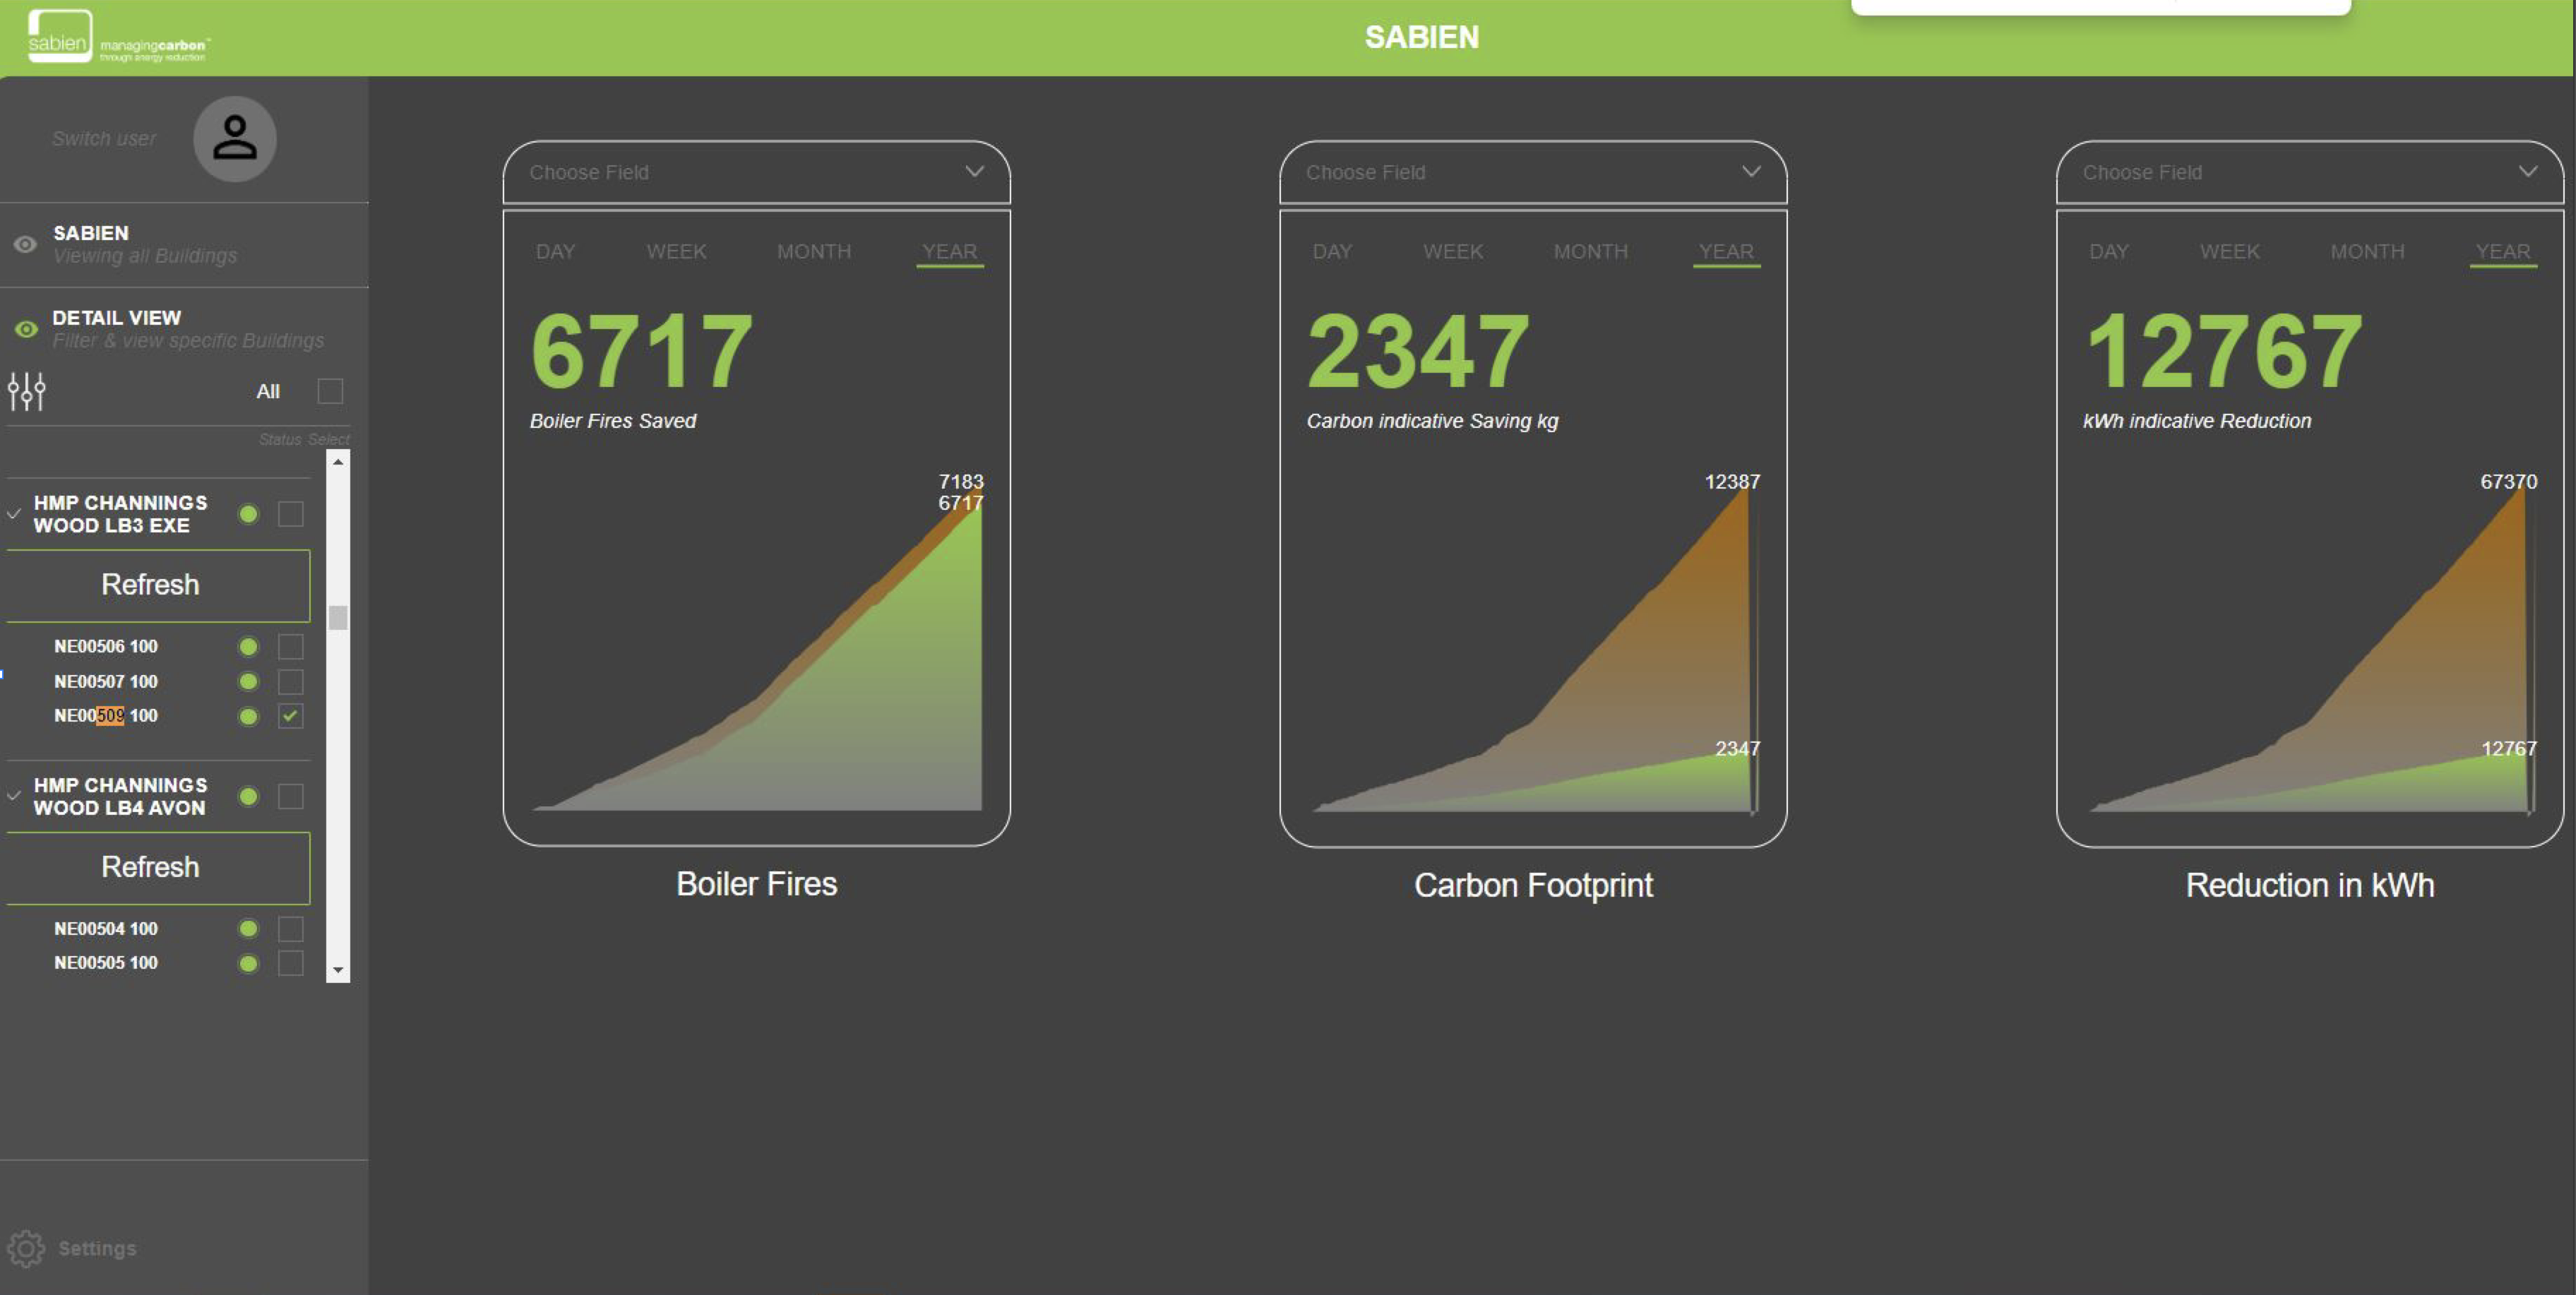 sabien
managingcarbon™
through energy reduction
SABIEN
Switch user
SABIEN
Viewing all Buildings
DETAIL VIEW
Filter & view specific Buildings
All
Status Select
HMP CHANNINGS
WOOD LB3 EXE
Refresh
NE00506 100
NE00507 100
NE00509 100
HMP CHANNINGS
WOOD LB4 AVON
Refresh
NE00504 100
NE00505 100
Settings
Choose Field
DAY WEEK MONTH YEAR
6717
Boiler Fires Saved
7183
6717
Boiler Fires
Choose Field
DAY WEEK MONTH YEAR
2347
Carbon indicative Saving kg
12387
2347
Carbon Footprint
Choose Field
DAY WEEK MONTH YEAR
12767
kWh indicative Reduction
67370
12767
Reduction in kWh